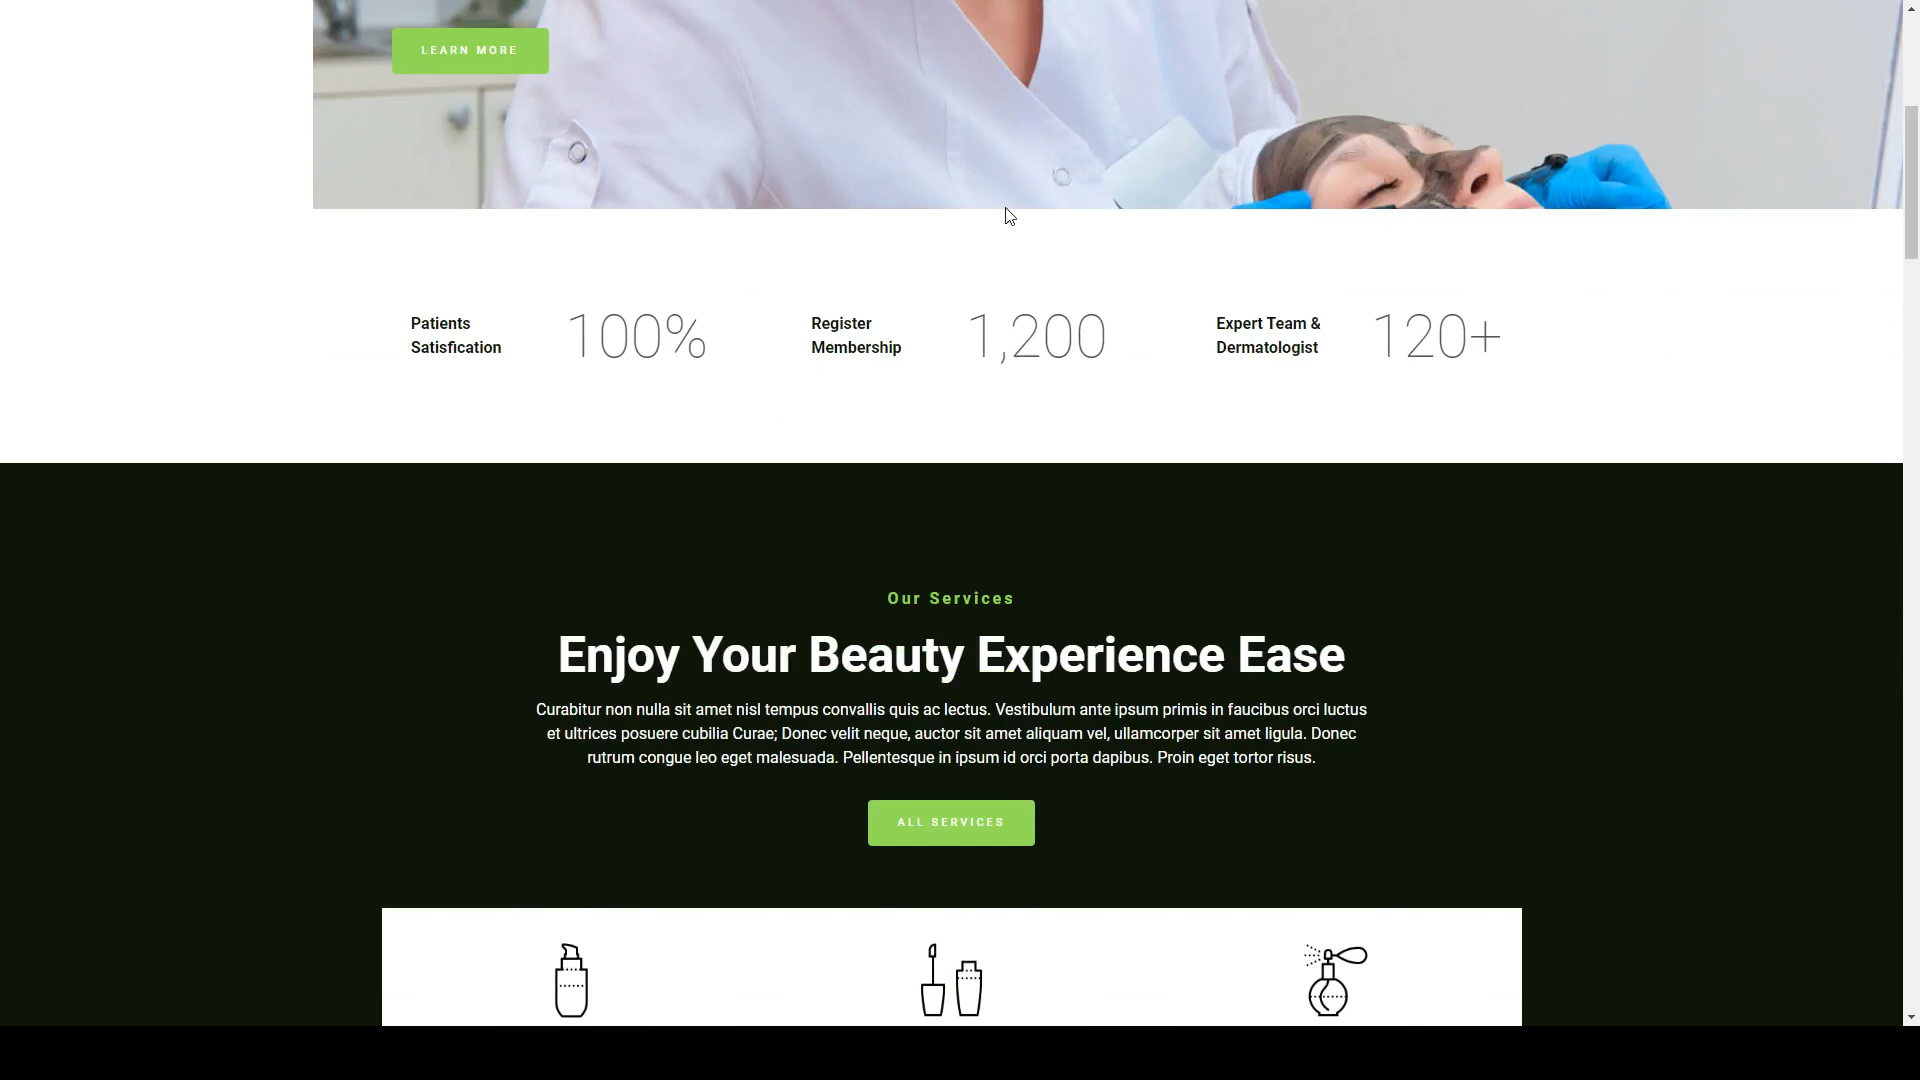 LEARN MORE
Patients
Satisfication
100%
Register
Membership
1,200
Expert Team &
Dermatologist
120+
Our Services
Enjoy Your Beauty Experience Ease
Curabitur non nulla sit amet nisl tempus convallis quis ac lectus. Vestibulum ante ipsum primis in faucibus orci luctus
et ultrices posuere cubilia Curae; Donec velit neque, auctor sit amet aliquam vel, ullamcorper sit amet ligula. Donec
rutrum congue leo eget malesuada. Pellentesque in ipsum id orci porta dapibus. Proin eget tortor risus.
ALL SERVICES